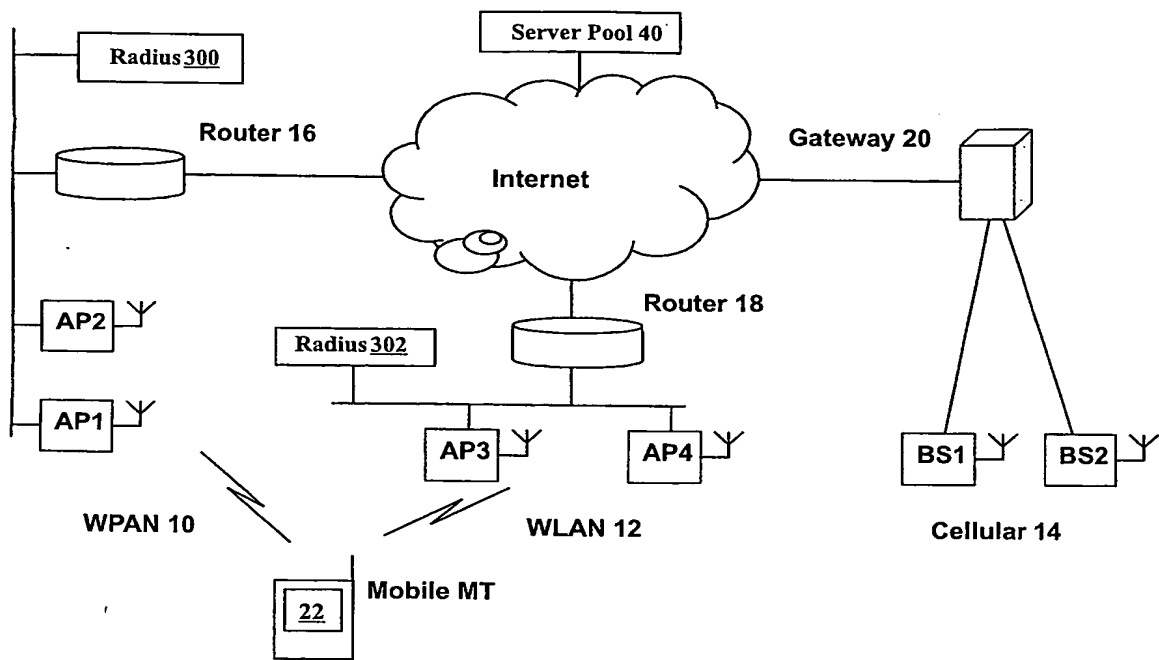 Server Pool 40
Radius 300
Router 16
Gateway 20
Internet
Router 18
AP2
Radius 302
AP1
AP3
AP4
BS1
BS2
WPAN 10
WLAN 12
Cellular 14
Mobile MT
22